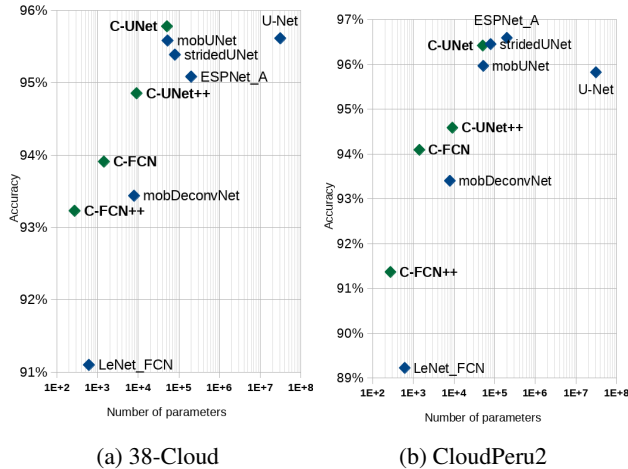 96%
95%
94%
93%
92%
91%
Accuracy
C-UNet
mobUNet
stridedUNet
U-Net
ESPNet_A
C-UNet++
C-FCN
mobDeconvNet
C-FCN++
LeNet_FCN
1E+2 1E+3 1E+4 1E+5 1E+6 1E+7 1E+8
Number of parameters
(a) 38-Cloud
97%
96%
95%
94%
93%
92%
91%
90%
89%
Accuracy
ESPNet_A
C-UNet
stridedUNet
mobUNet
U-Net
C-UNet++
C-FCN
mobDeconvNet
C-FCN++
LeNet_FCN
1E+2 1E+3 1E+4 1E+5 1E+6 1E+7 1E+8
Number of parameters
(b) CloudPeru2